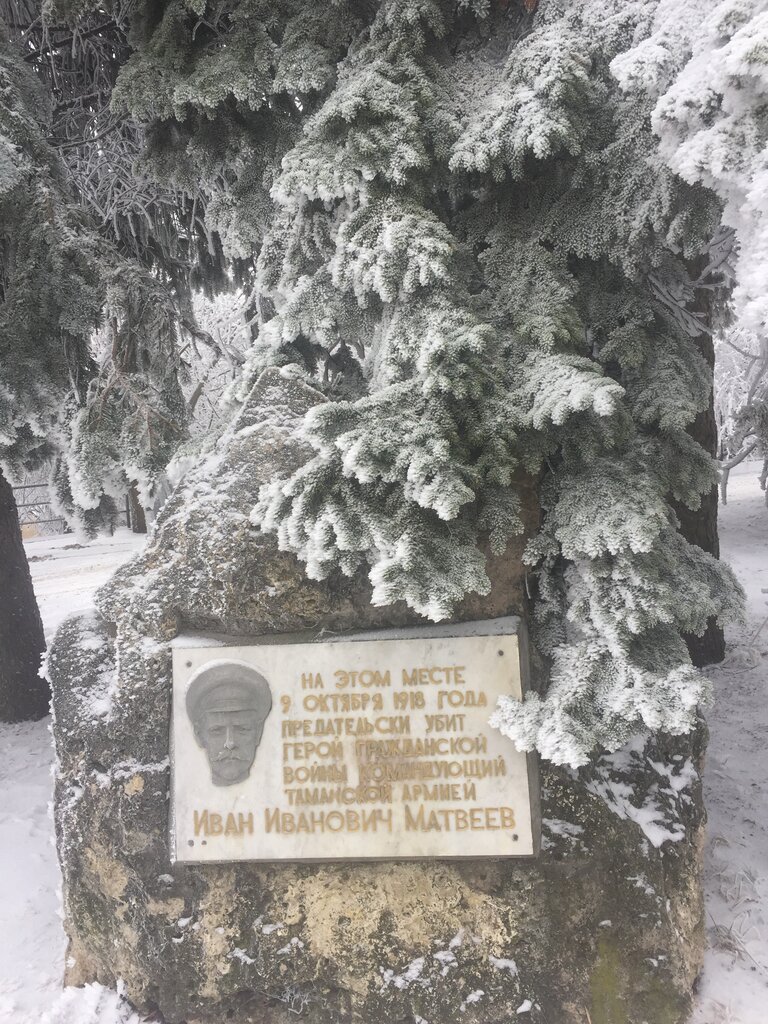 НА ЭТОМ МЕСТЕ
9 ОКТЯБРЯ 1918 ГОДА
ПРЕДАТЕЛЬСКИ УБИТ
ГЕРОЙ ГРАЖДАНСКОЙ
ВОЙНЫ КОМАНДУЮЩИЙ
ТАМАНСКОЙ АРМИЕЙ
ИВАН ИВАНОВИЧ МАТВЕЕВ